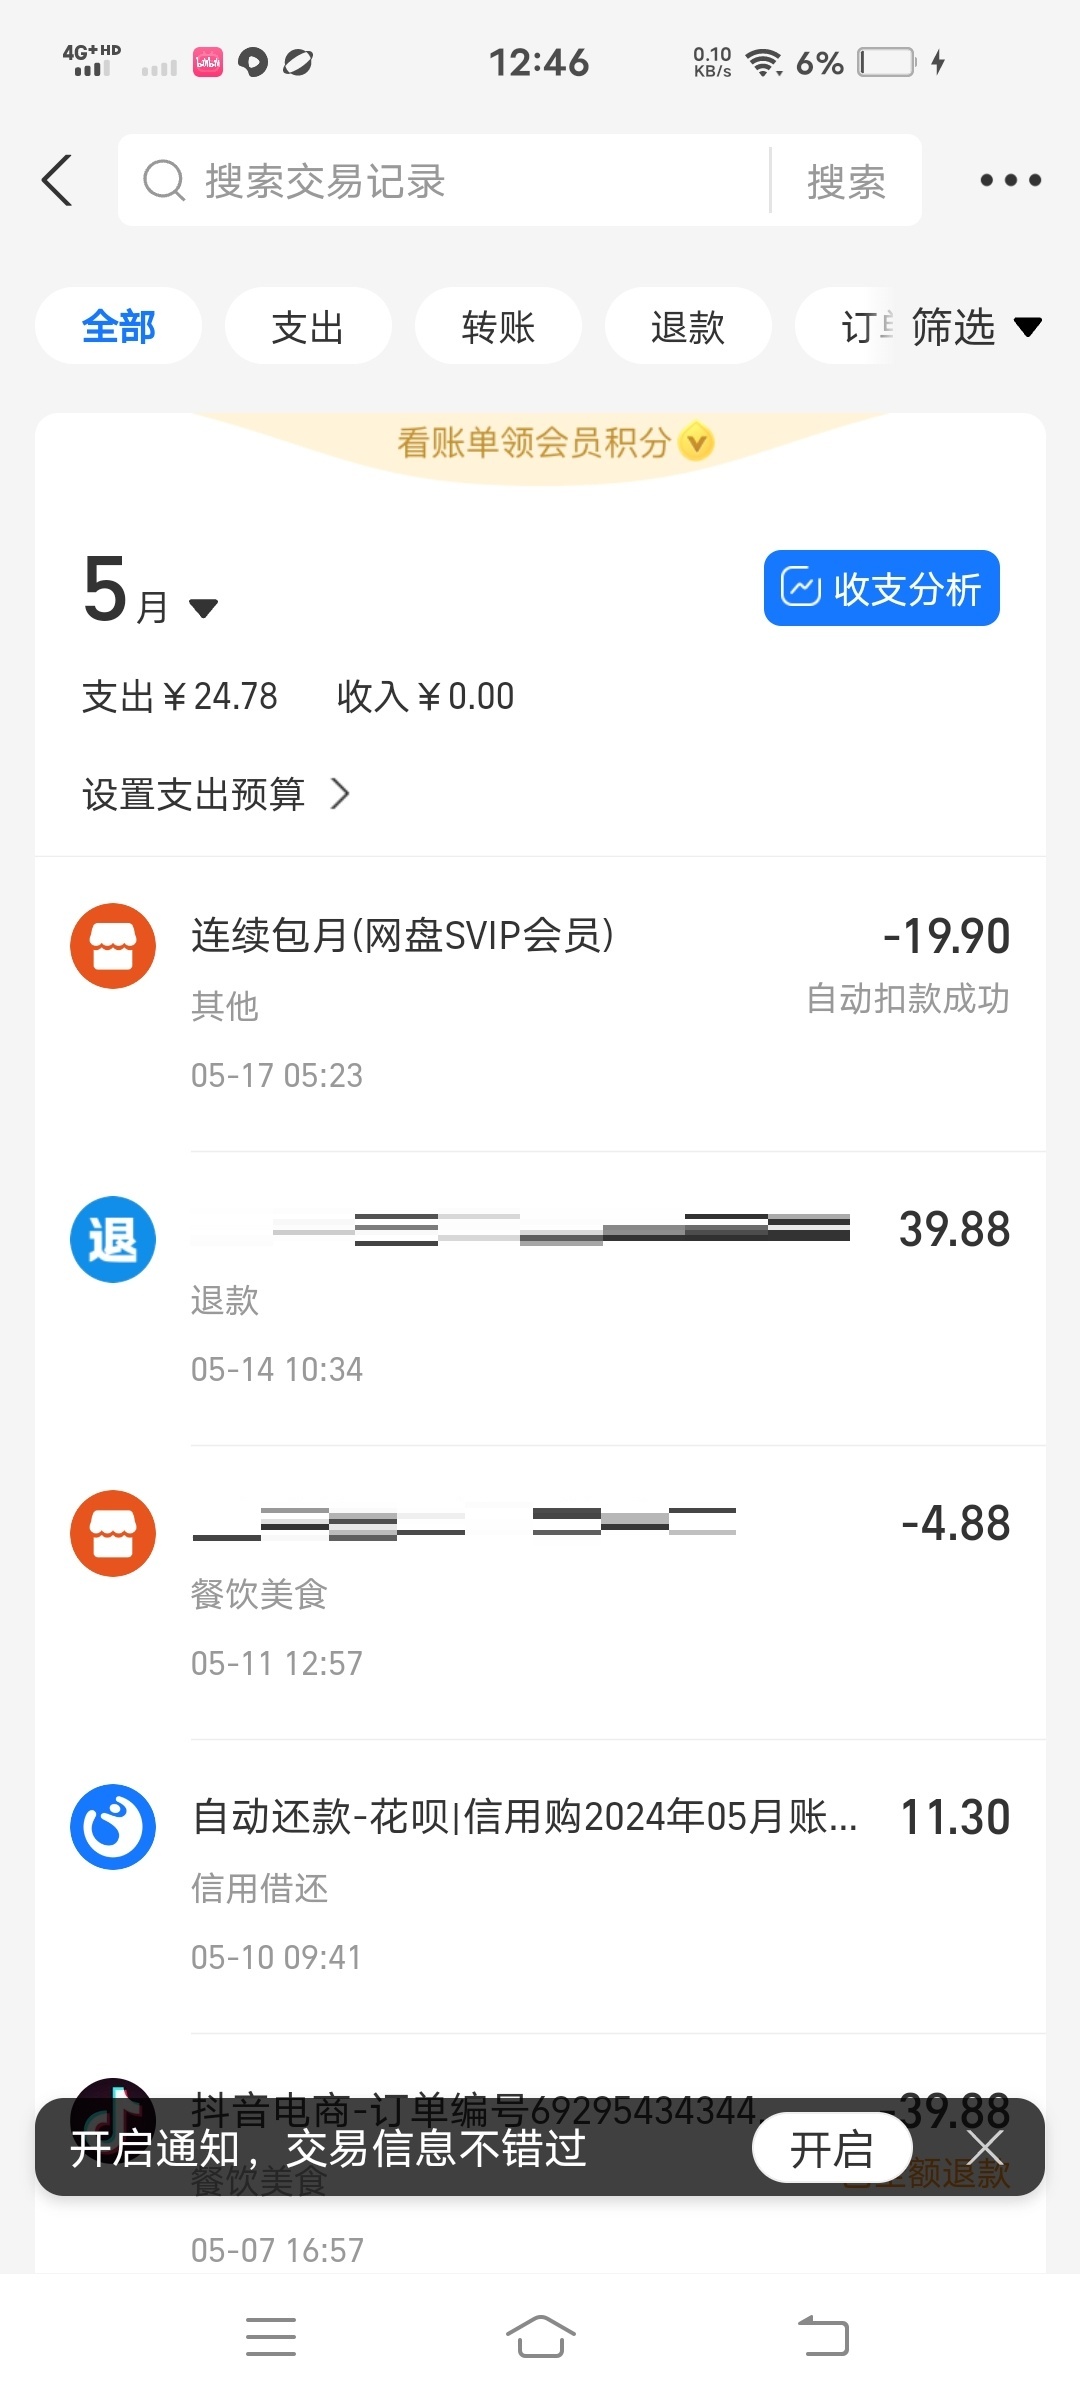 4G+HD
12:46
0.10 KB/s
6%
搜索交易记录
搜索
全部
支出
转账
退款
订单
筛选
看账单领会员积分
5月
收支分析
支出￥24.78
收入￥0.00
设置支出预算
连续包月(网盘SVIP会员)
-19.90
其他
自动扣款成功
05-17 05:23
退
39.88
退款
05-14 10:34
-4.88
餐饮美食
05-11 12:57
自动还款-花呗|信用购2024年05月账...
11.30
信用借还
05-10 09:41
抖音电商-订单编号69295434344...
-39.88
开启通知，交易信息不错过
开启
餐饮美食
已全额退款
05-07 16:57